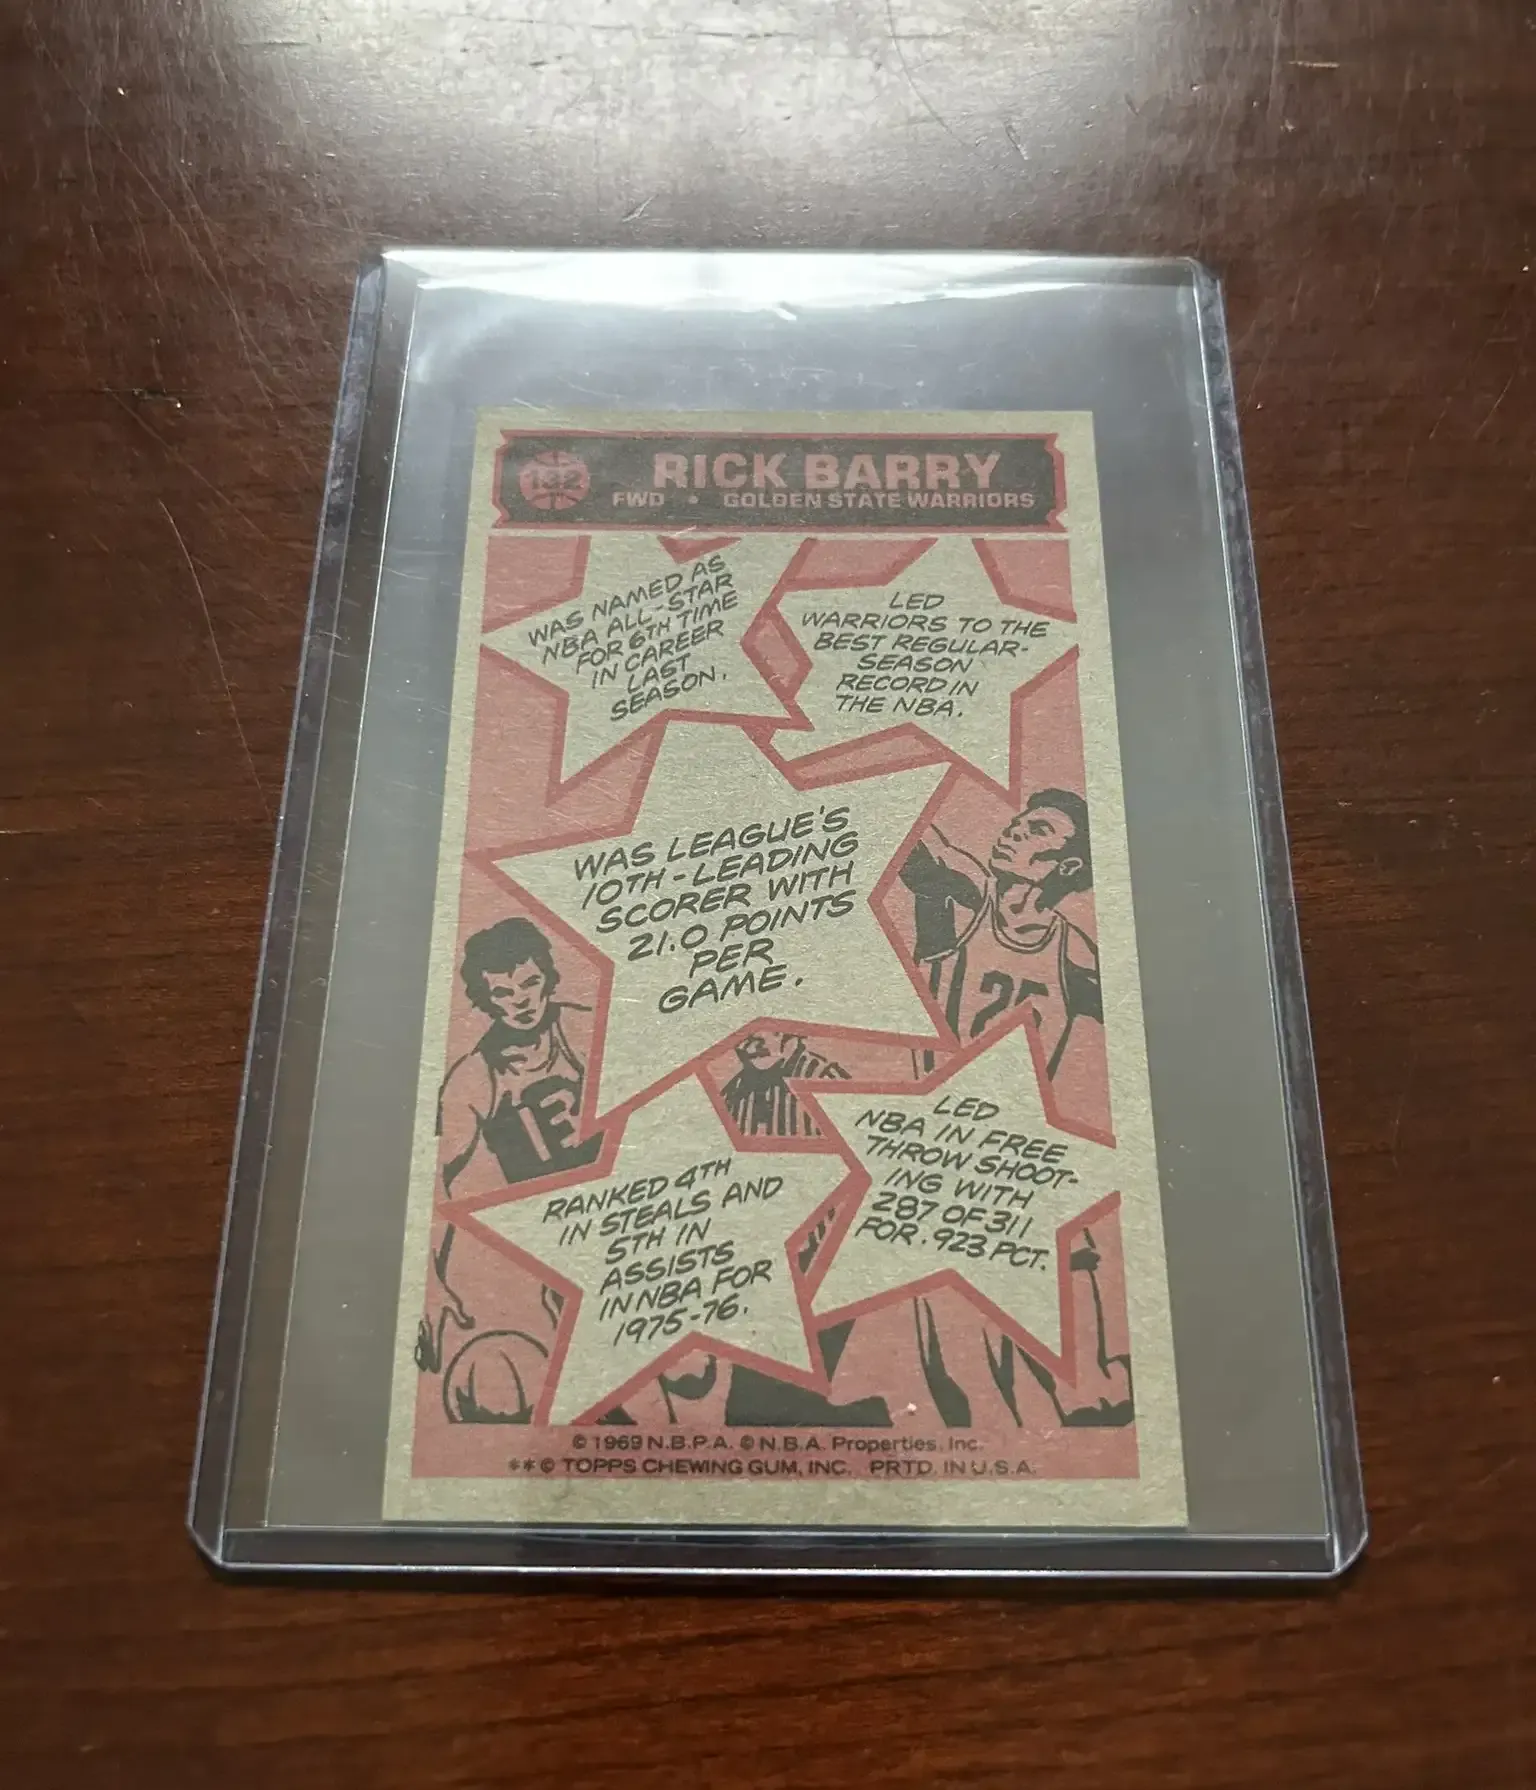 132
RICK BARRY
FWD • GOLDEN STATE WARRIORS
WAS NAMED AS
NBA ALL-STAR
FOR 6TH TIME
IN CAREER
LAST
SEASON.
LED
WARRIORS TO THE
BEST REGULAR-
SEASON
RECORD IN
THE NBA.
WAS LEAGUE'S
10TH-LEADING
SCORER WITH
21.0 POINTS
PER
GAME.
13
25
RANKED 4TH
IN STEALS AND
5TH IN
ASSISTS
IN NBA FOR
1975-76.
LED
NBA IN FREE
THROW SHOOT-
ING WITH
287 OF 311
FOR .923 PCT.
© 1969 N.B.P.A. © N.B.A. Properties, Inc.
**© TOPPS CHEWING GUM, INC. PRTD. IN U.S.A.